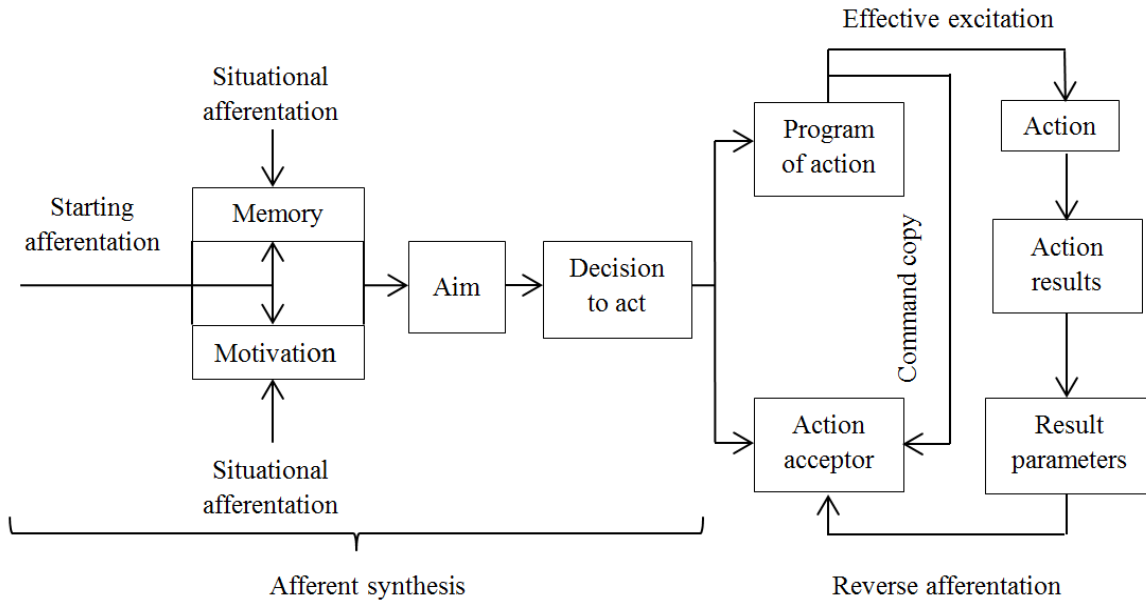 Effective excitation
Situational
afferentation
Program
of action
Action
Memory
Starting
afferentation
Action
results
Aim
Decision
to act
Command copy
Motivation
Action
acceptor
Result
parameters
Situational
afferentation
Afferent synthesis
Reverse afferentation